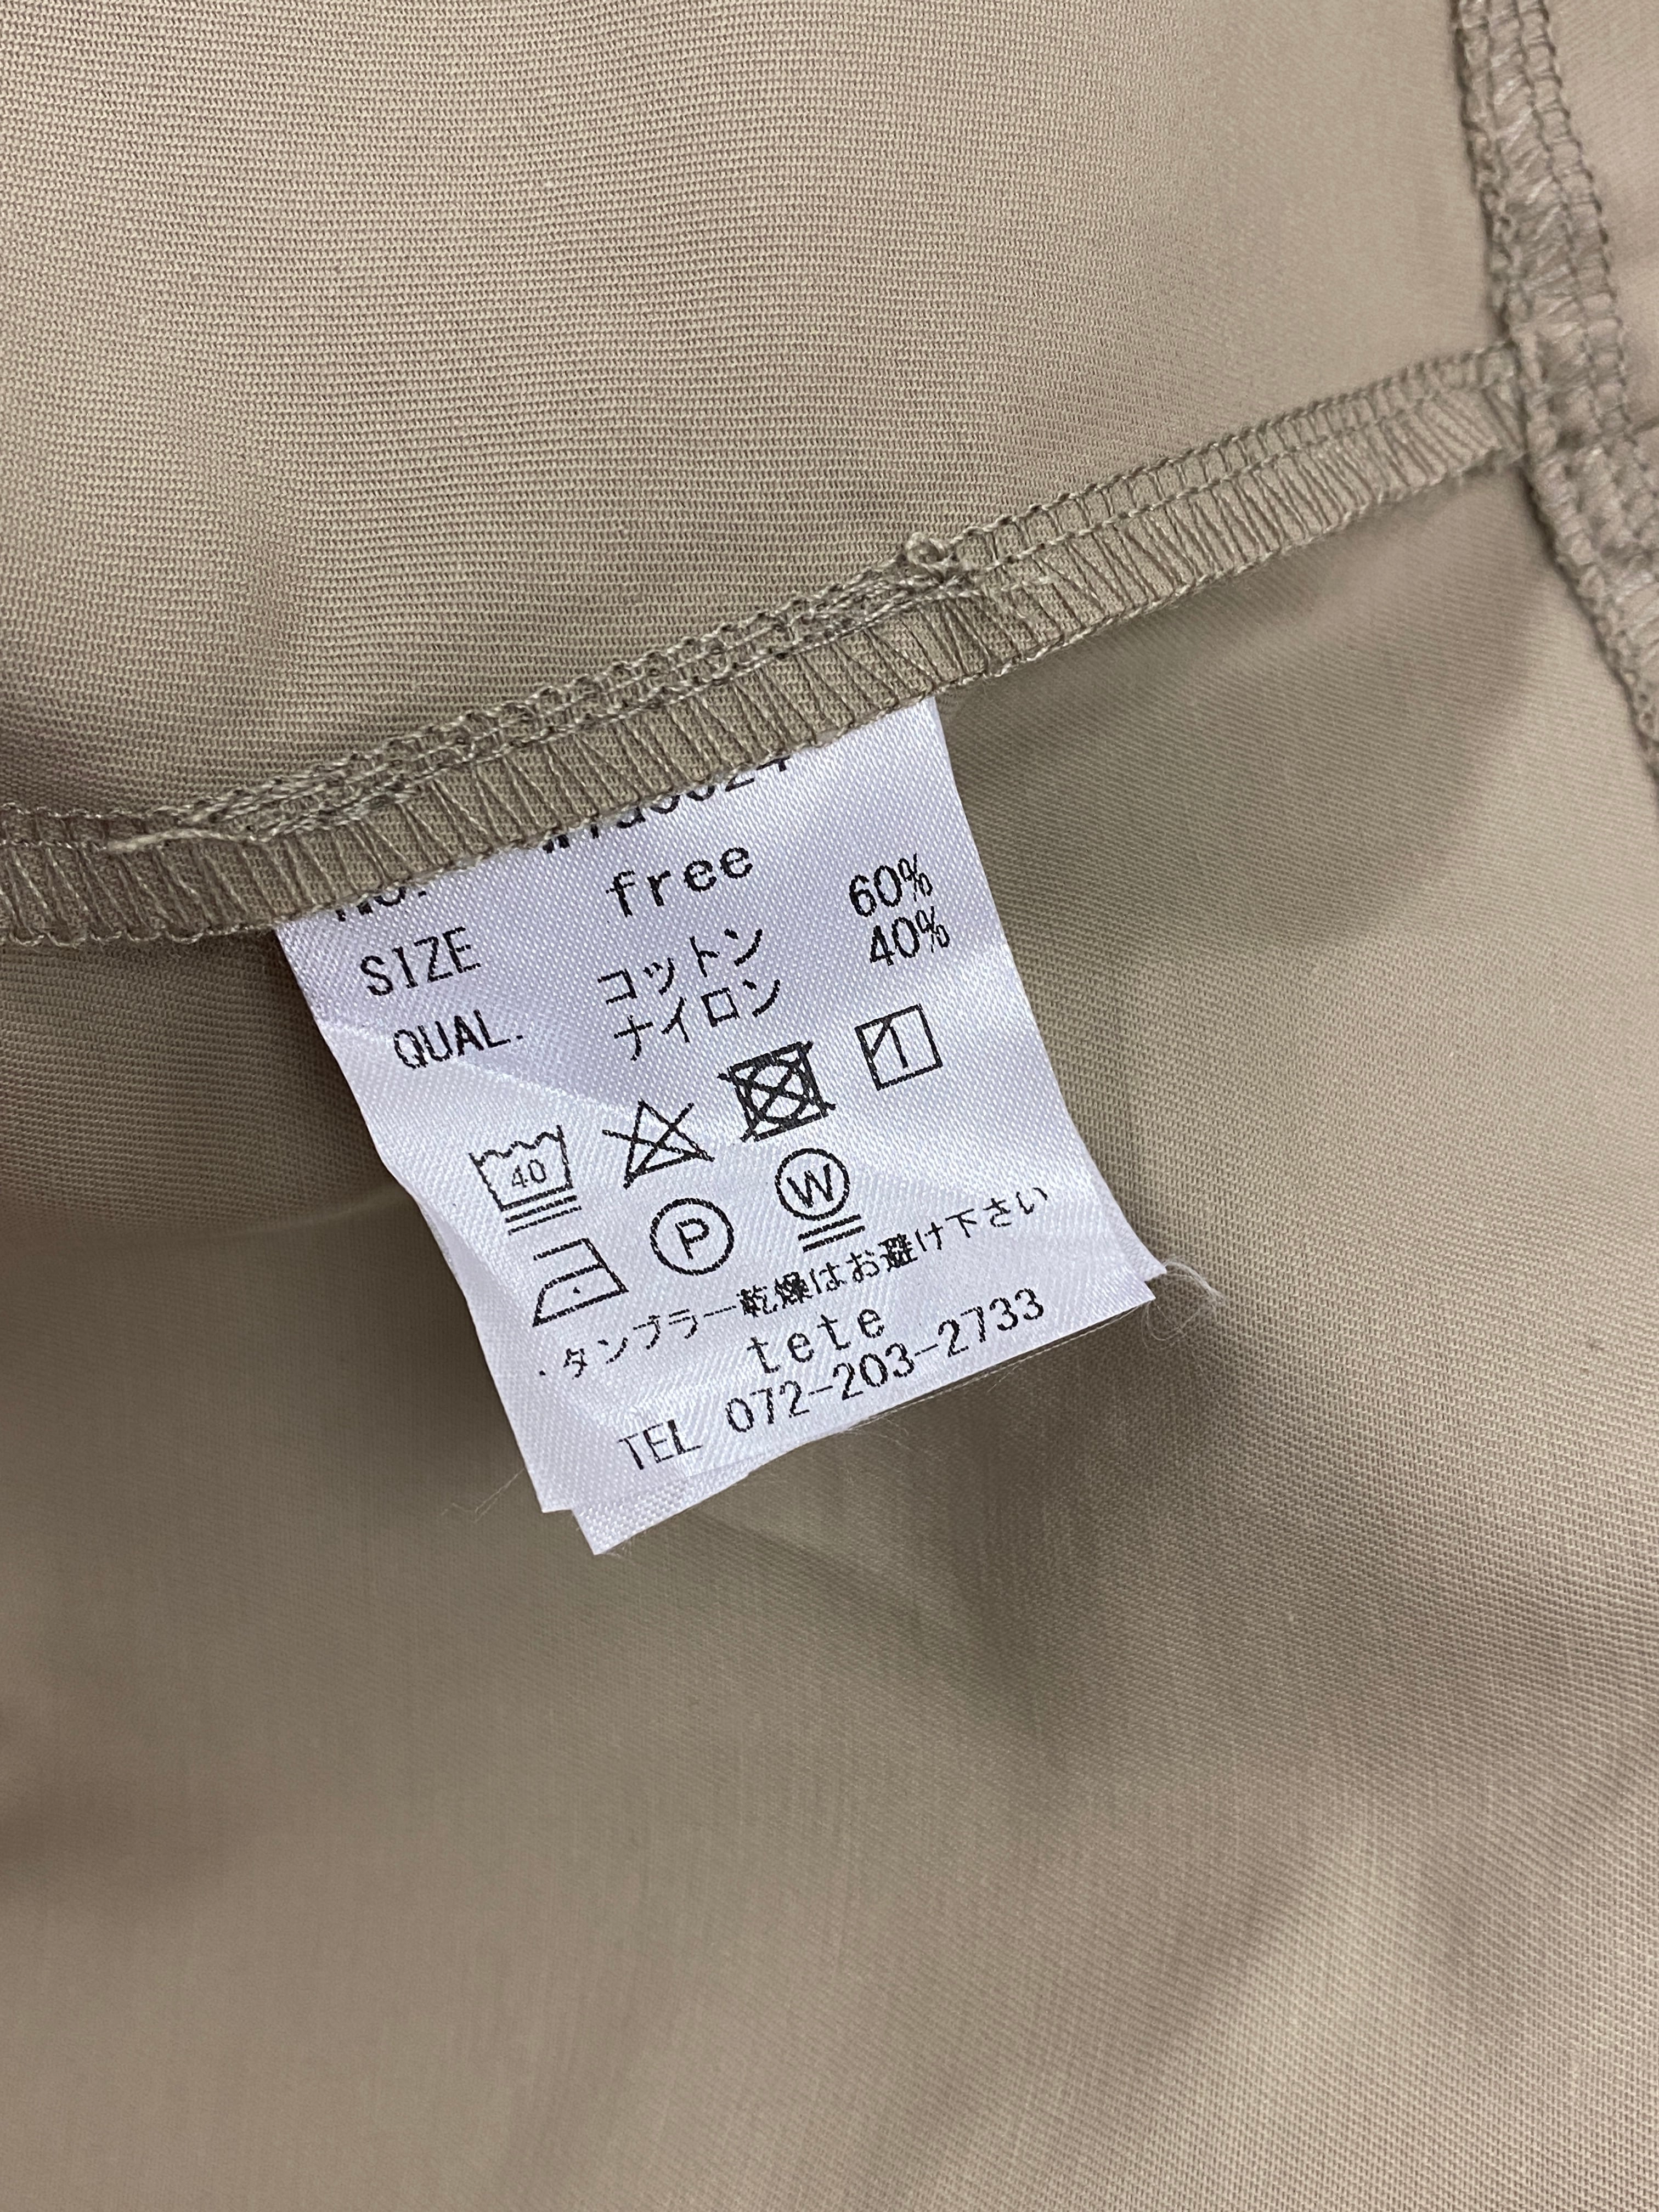 SIZE free
QUAL. コットン 60%
ナイロン 40%
40
P W
・タンブラー乾燥はお避け下さい
tete
TEL 072-203-2733